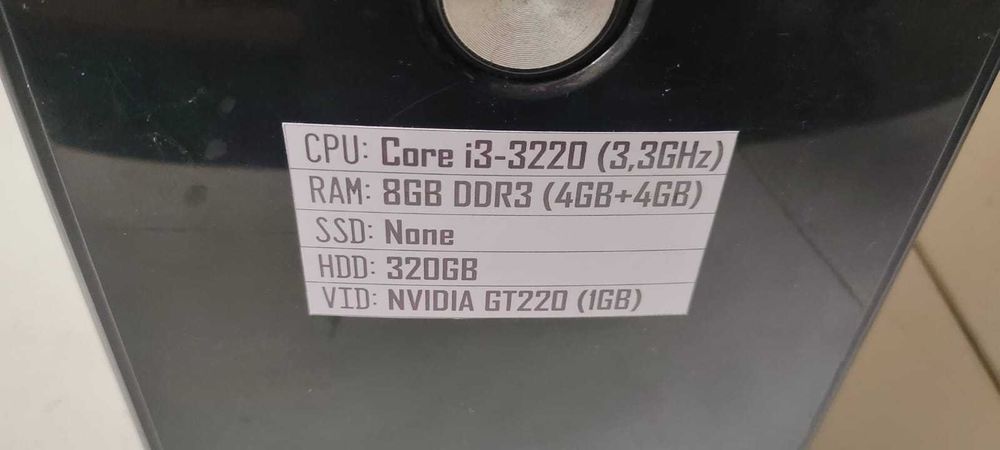 CPU: Core i3-3220 (3,3GHz)
RAM: 8GB DDR3 (4GB+4GB)
SSD: None
HDD: 320GB
VID: NVIDIA GT220 (1GB)